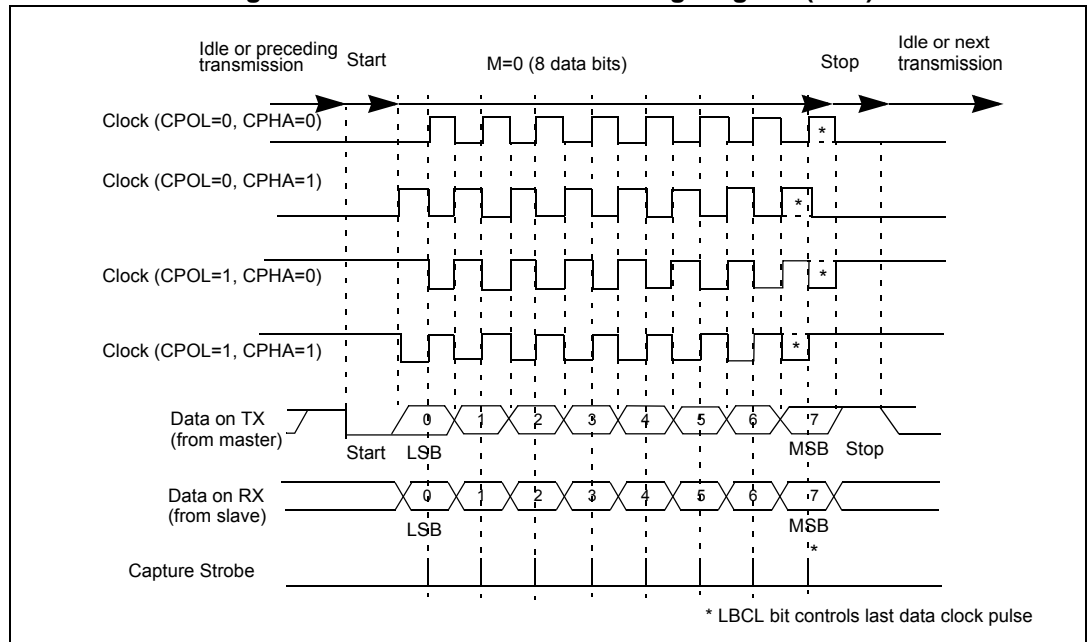 Idle or preceding transmission
Start
M=0 (8 data bits)
Stop
Idle or next transmission
Clock (CPOL=0, CPHA=0)
*
Clock (CPOL=0, CPHA=1)
*
Clock (CPOL=1, CPHA=0)
*
Clock (CPOL=1, CPHA=1)
*
Data on TX
(from master)
0 1 2 3 4 5 6 7
Start LSB MSB Stop
Data on RX
(from slave)
0 1 2 3 4 5 6 7
LSB MSB
*
Capture Strobe
* LBCL bit controls last data clock pulse